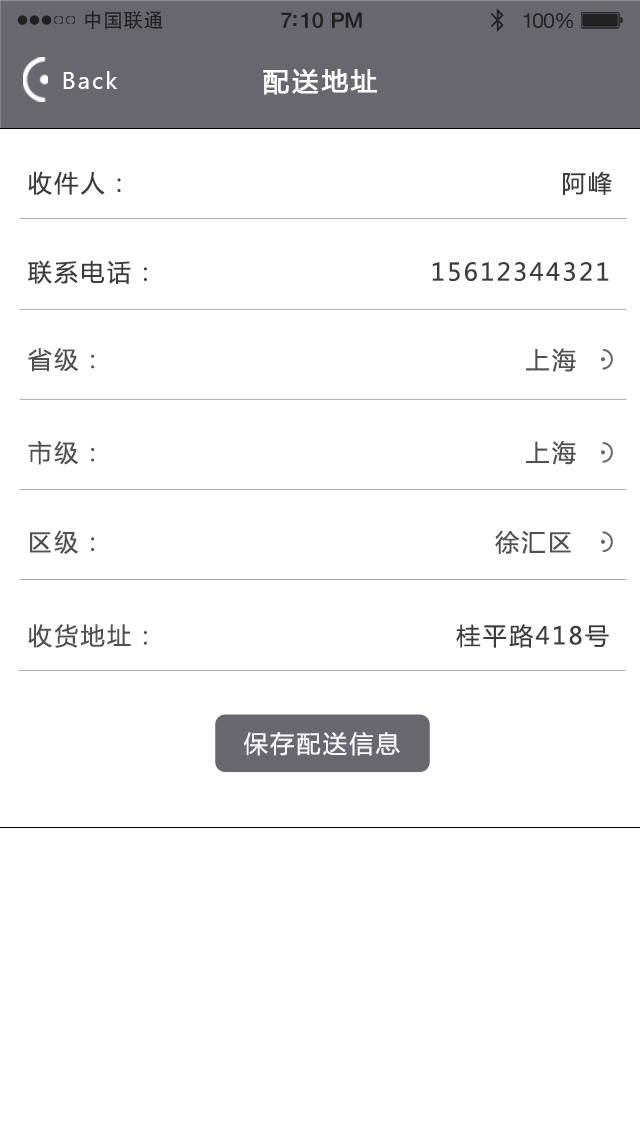 中国联通 7:10 PM 100%
Back 配送地址
收件人： 阿峰
联系电话： 15612344321
省级： 上海
市级： 上海
区级： 徐汇区
收货地址： 桂平路418号
保存配送信息